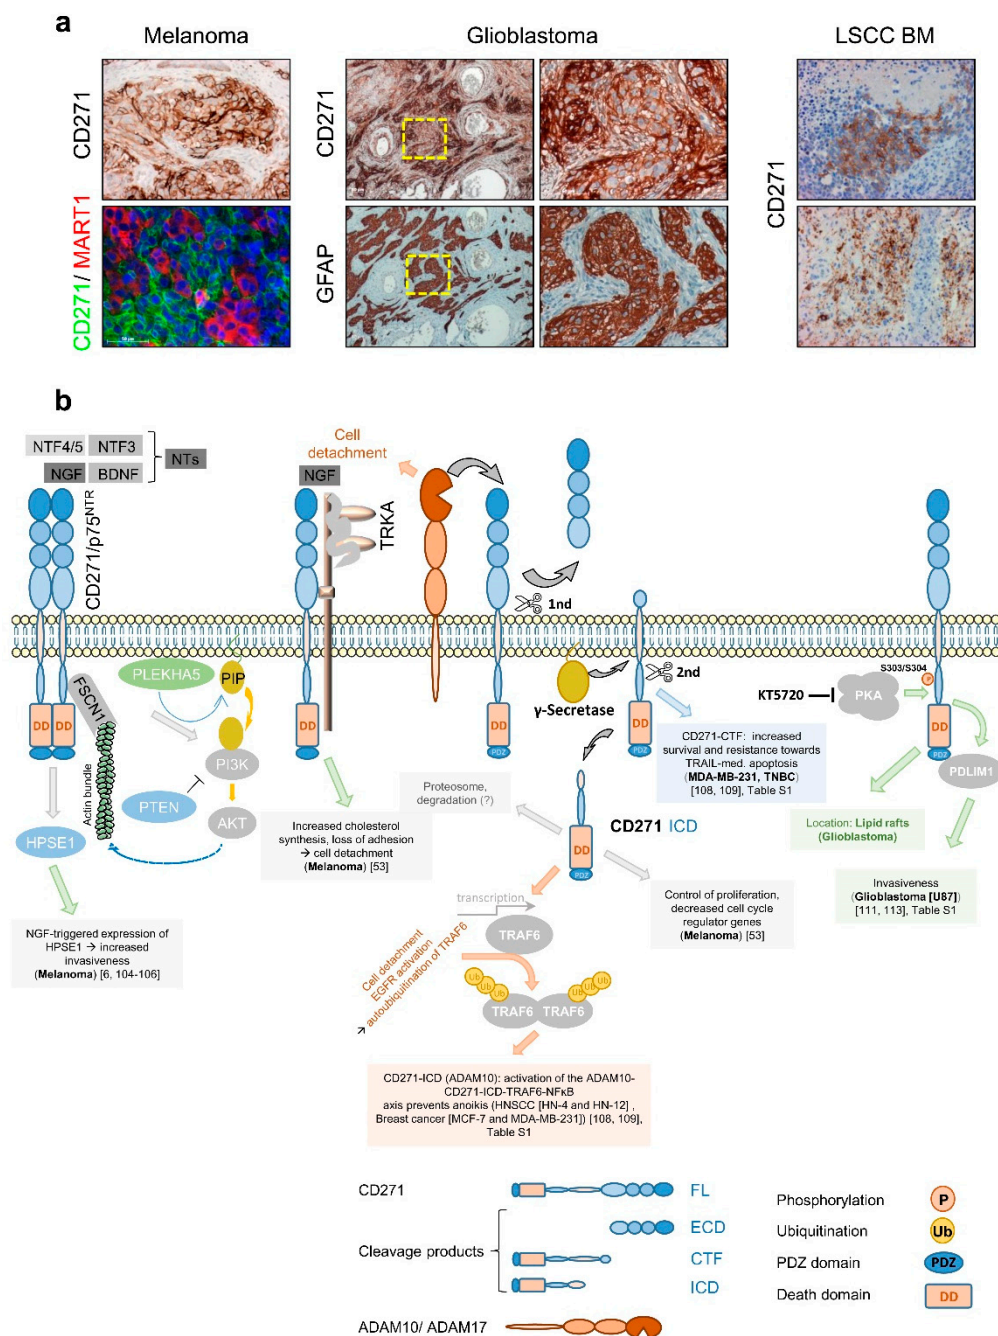 a
Melanoma
Glioblastoma
LSCC BM
CD271
CD271/ MART1
CD271
GFAP
CD271
b
NTF4/5
NTF3
NGF
BDNF
NTs
CD271/p75NTR
FSCN1
Actin bundle
HPSE1
NGF-triggered expression of
HPSE1 → increased
invasiveness
(Melanoma) [6, 104-106]
PLEKHA5
PIP
PI3K
PTEN
AKT
NGF
TRKA
Cell
detachment
DD
DD
DD
DD
PDZ
Increased cholesterol
synthesis, loss of adhesion
→ cell detachment
(Melanoma) [53]
1nd
γ-Secretase
2nd
DD
PDZ
CD271-CTF: increased
survival and resistance towards
TRAIL-med. apoptosis
(MDA-MB-231, TNBC)
[108, 109], Table S1
Proteosome,
degradation (?)
CD271 ICD
DD
PDZ
Control of proliferation,
decreased cell cycle
regulator genes
(Melanoma) [53]
transcription
TRAF6
Cell detachment
EGFR activation
autoubiquitination of TRAF6
Ub
Ub
Ub
Ub
Ub
Ub
TRAF6
TRAF6
CD271-ICD (ADAM10): activation of the ADAM10-
CD271-ICD-TRAF6-NFκB
axis prevents anoikis (HNSCC [HN-4 and HN-12] ,
Breast cancer [MCF-7 and MDA-MB-231]) [108, 109],
Table S1
KT5720
PKA
S303/S304
P
DD
PDZ
PDLIM1
Location: Lipid rafts
(Glioblastoma)
Invasiveness
(Glioblastoma [U87])
[111, 113], Table S1
CD271
FL
Cleavage products
ECD
CTF
ICD
ADAM10/ ADAM17
Phosphorylation
P
Ubiquitination
Ub
PDZ domain
PDZ
Death domain
DD